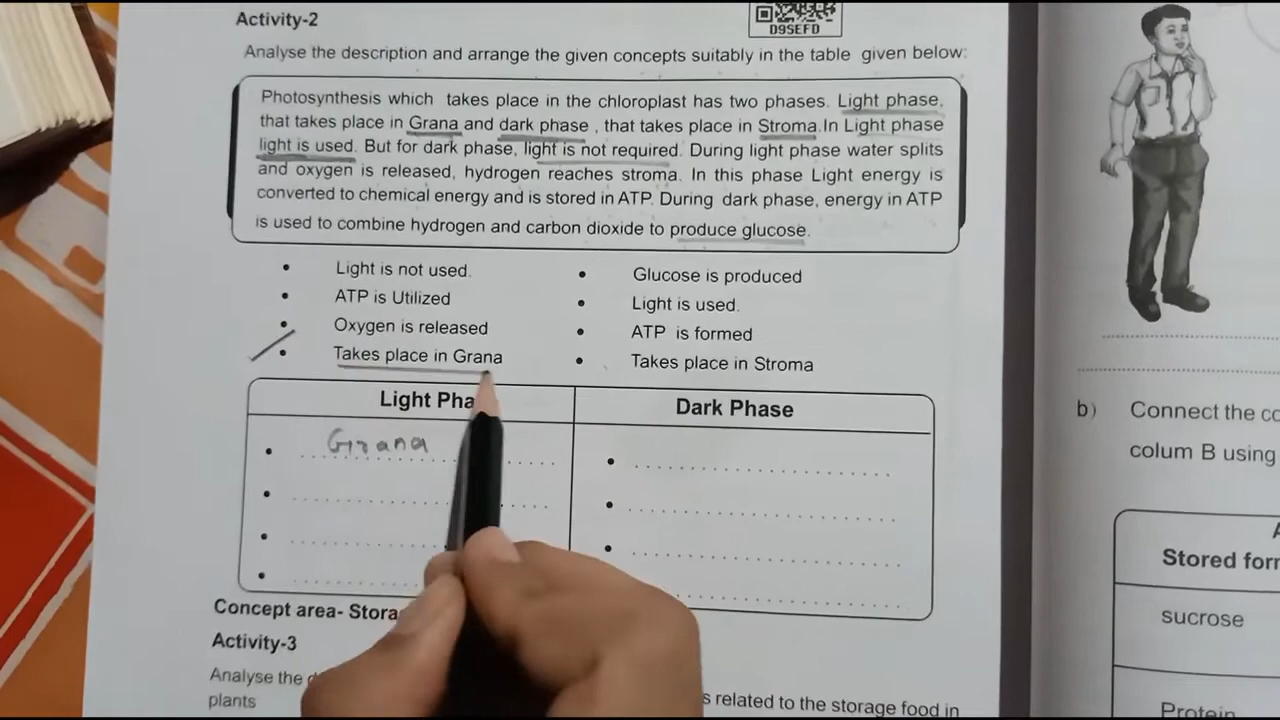 Activity-2
D9SEFD
Analyse the description and arrange the given concepts suitably in the table given below:
Photosynthesis which takes place in the chloroplast has two phases. Light phase,
that takes place in Grana and dark phase , that takes place in Stroma.In Light phase
light is used. But for dark phase, light is not required. During light phase water splits
and oxygen is released, hydrogen reaches stroma. In this phase Light energy is
converted to chemical energy and is stored in ATP. During dark phase, energy in ATP
is used to combine hydrogen and carbon dioxide to produce glucose.
• Light is not used.
• ATP is Utilized
• Oxygen is released
• Takes place in Grana
• Glucose is produced
• Light is used.
• ATP is formed
• Takes place in Stroma
Light Pha
Dark Phase
Grana
Concept area- Stora
Activity-3
Analyse the
s related to the storage food in
plants
b) Connect the co
colum B using
Stored for
sucrose
Protein